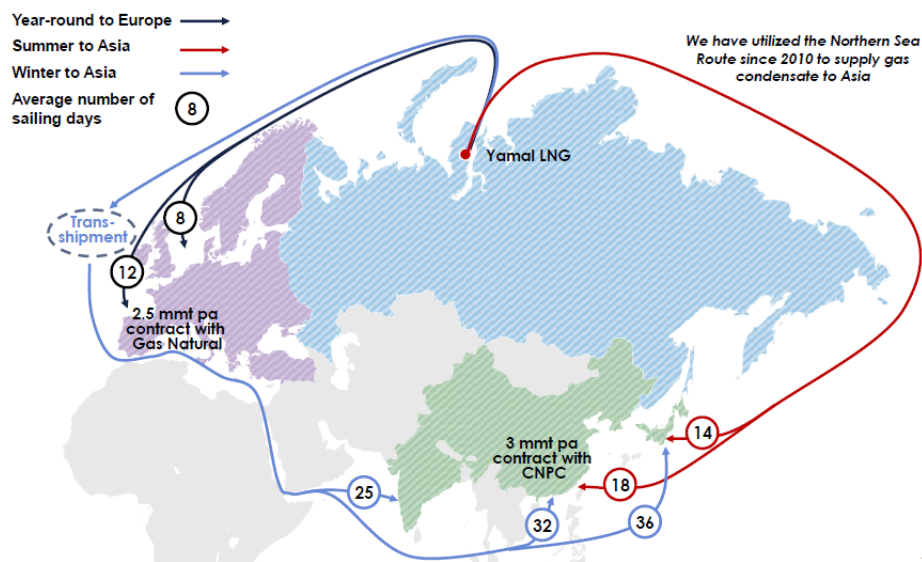 Year-round to Europe
Summer to Asia
Winter to Asia
Average number of
sailing days
8
We have utilized the Northern Sea
Route since 2010 to supply gas
condensate to Asia
Yamal LNG
Trans-
shipment
8
12
2.5 mmt pa
contract with
Gas Natural
3 mmt pa
contract with
CNPC
14
18
25
32
36